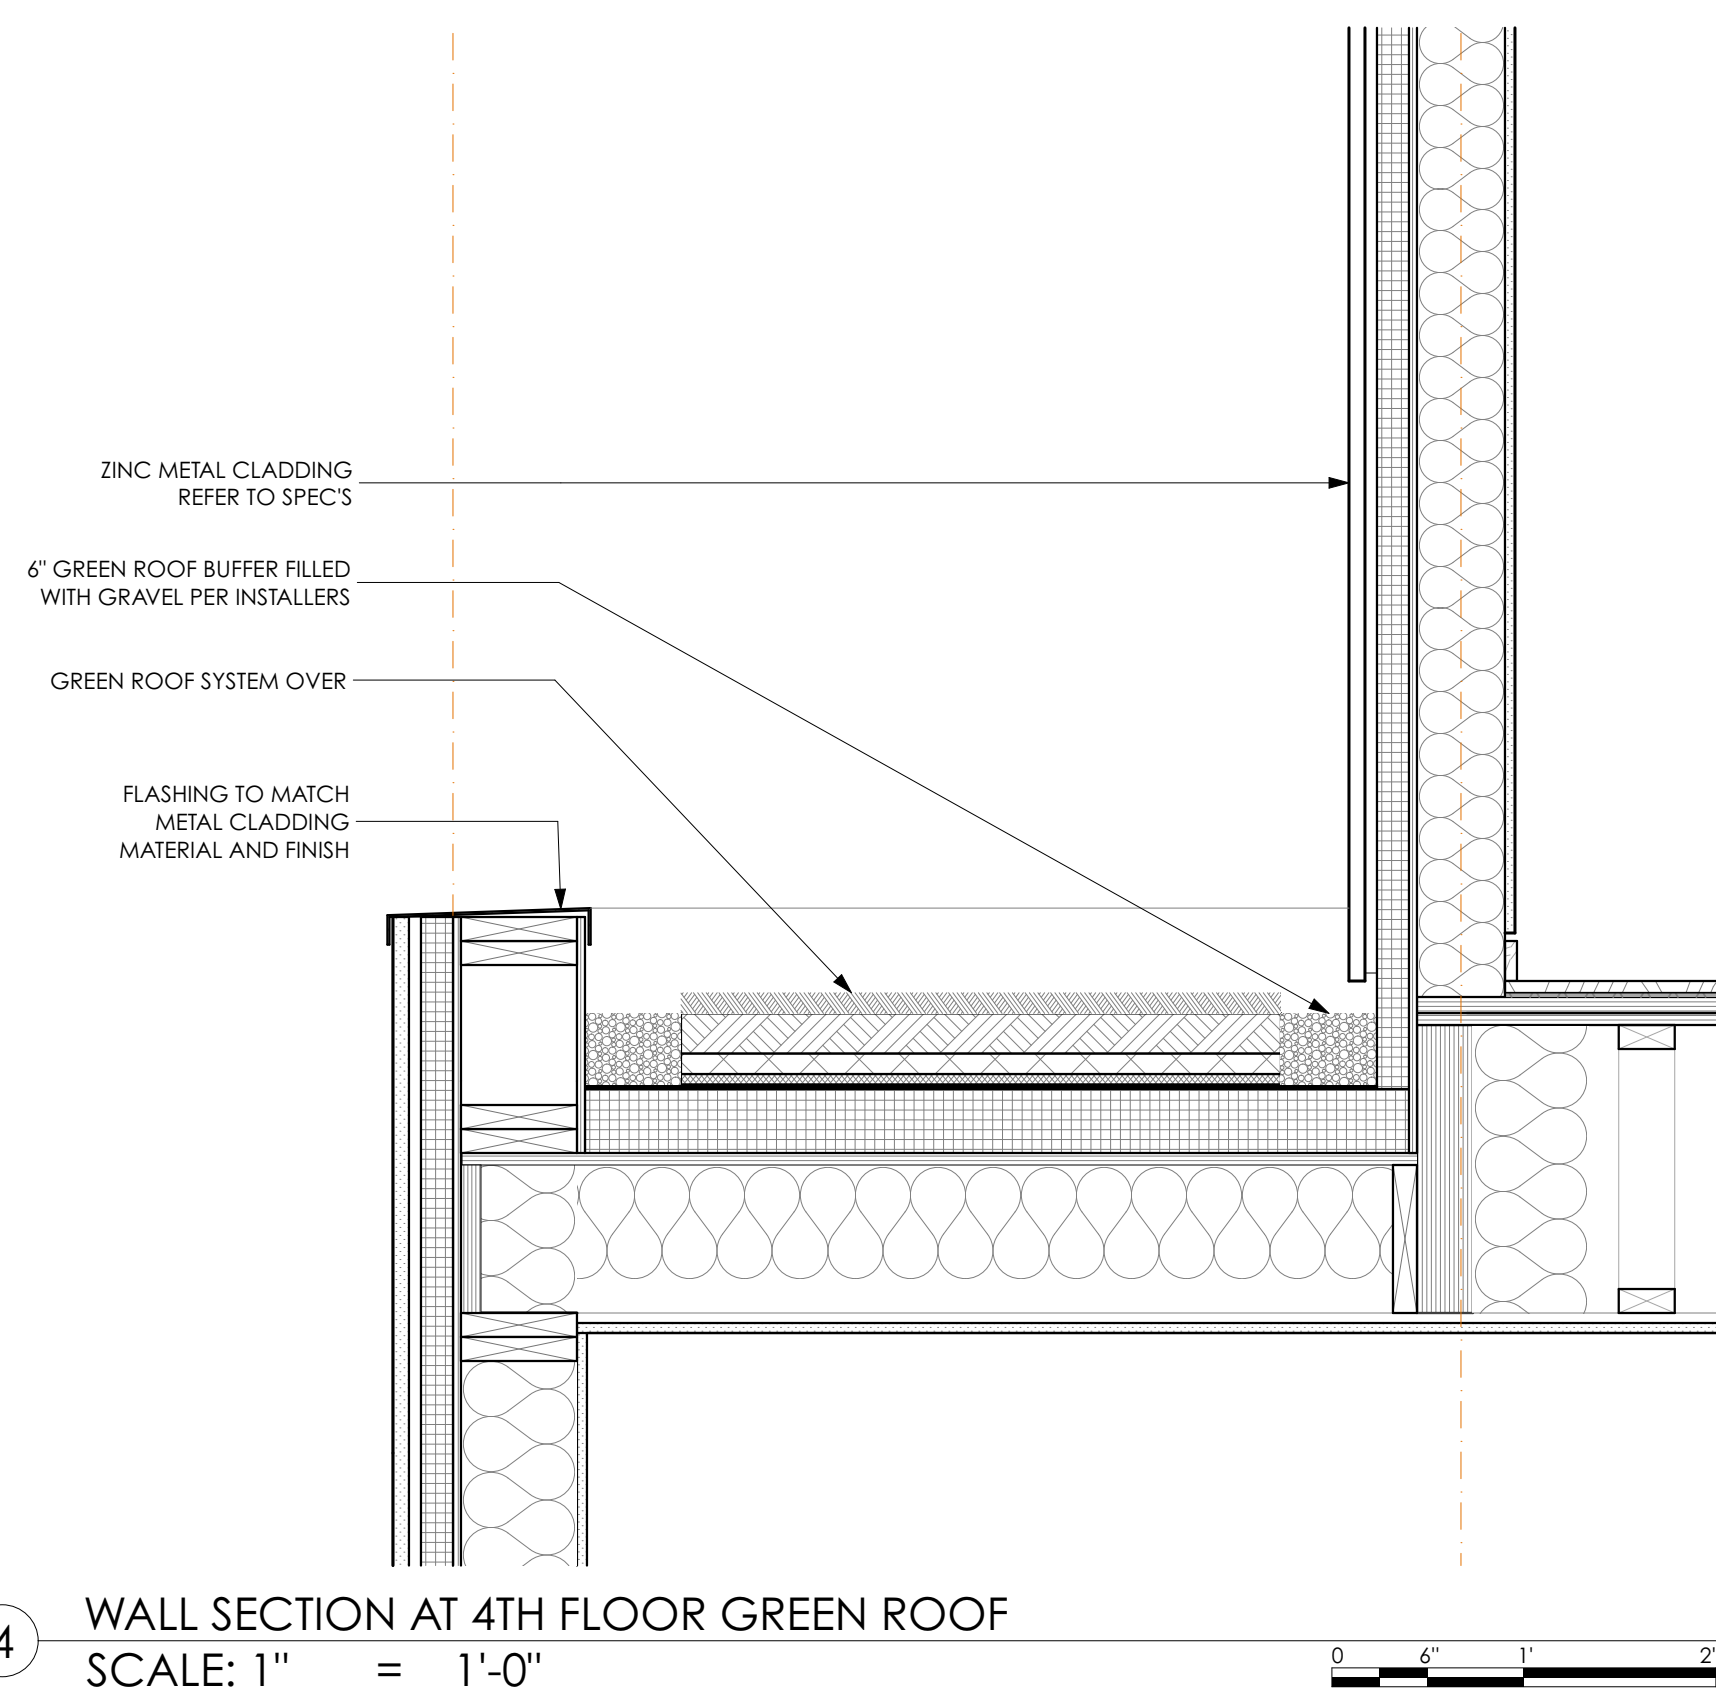 ZINC METAL CLADDING
REFER TO SPEC'S
6" GREEN ROOF BUFFER FILLED
WITH GRAVEL PER INSTALLERS
GREEN ROOF SYSTEM OVER
FLASHING TO MATCH
METAL CLADDING
MATERIAL AND FINISH
4
WALL SECTION AT 4TH FLOOR GREEN ROOF
SCALE: 1" = 1'-0"
0 6" 1' 2'